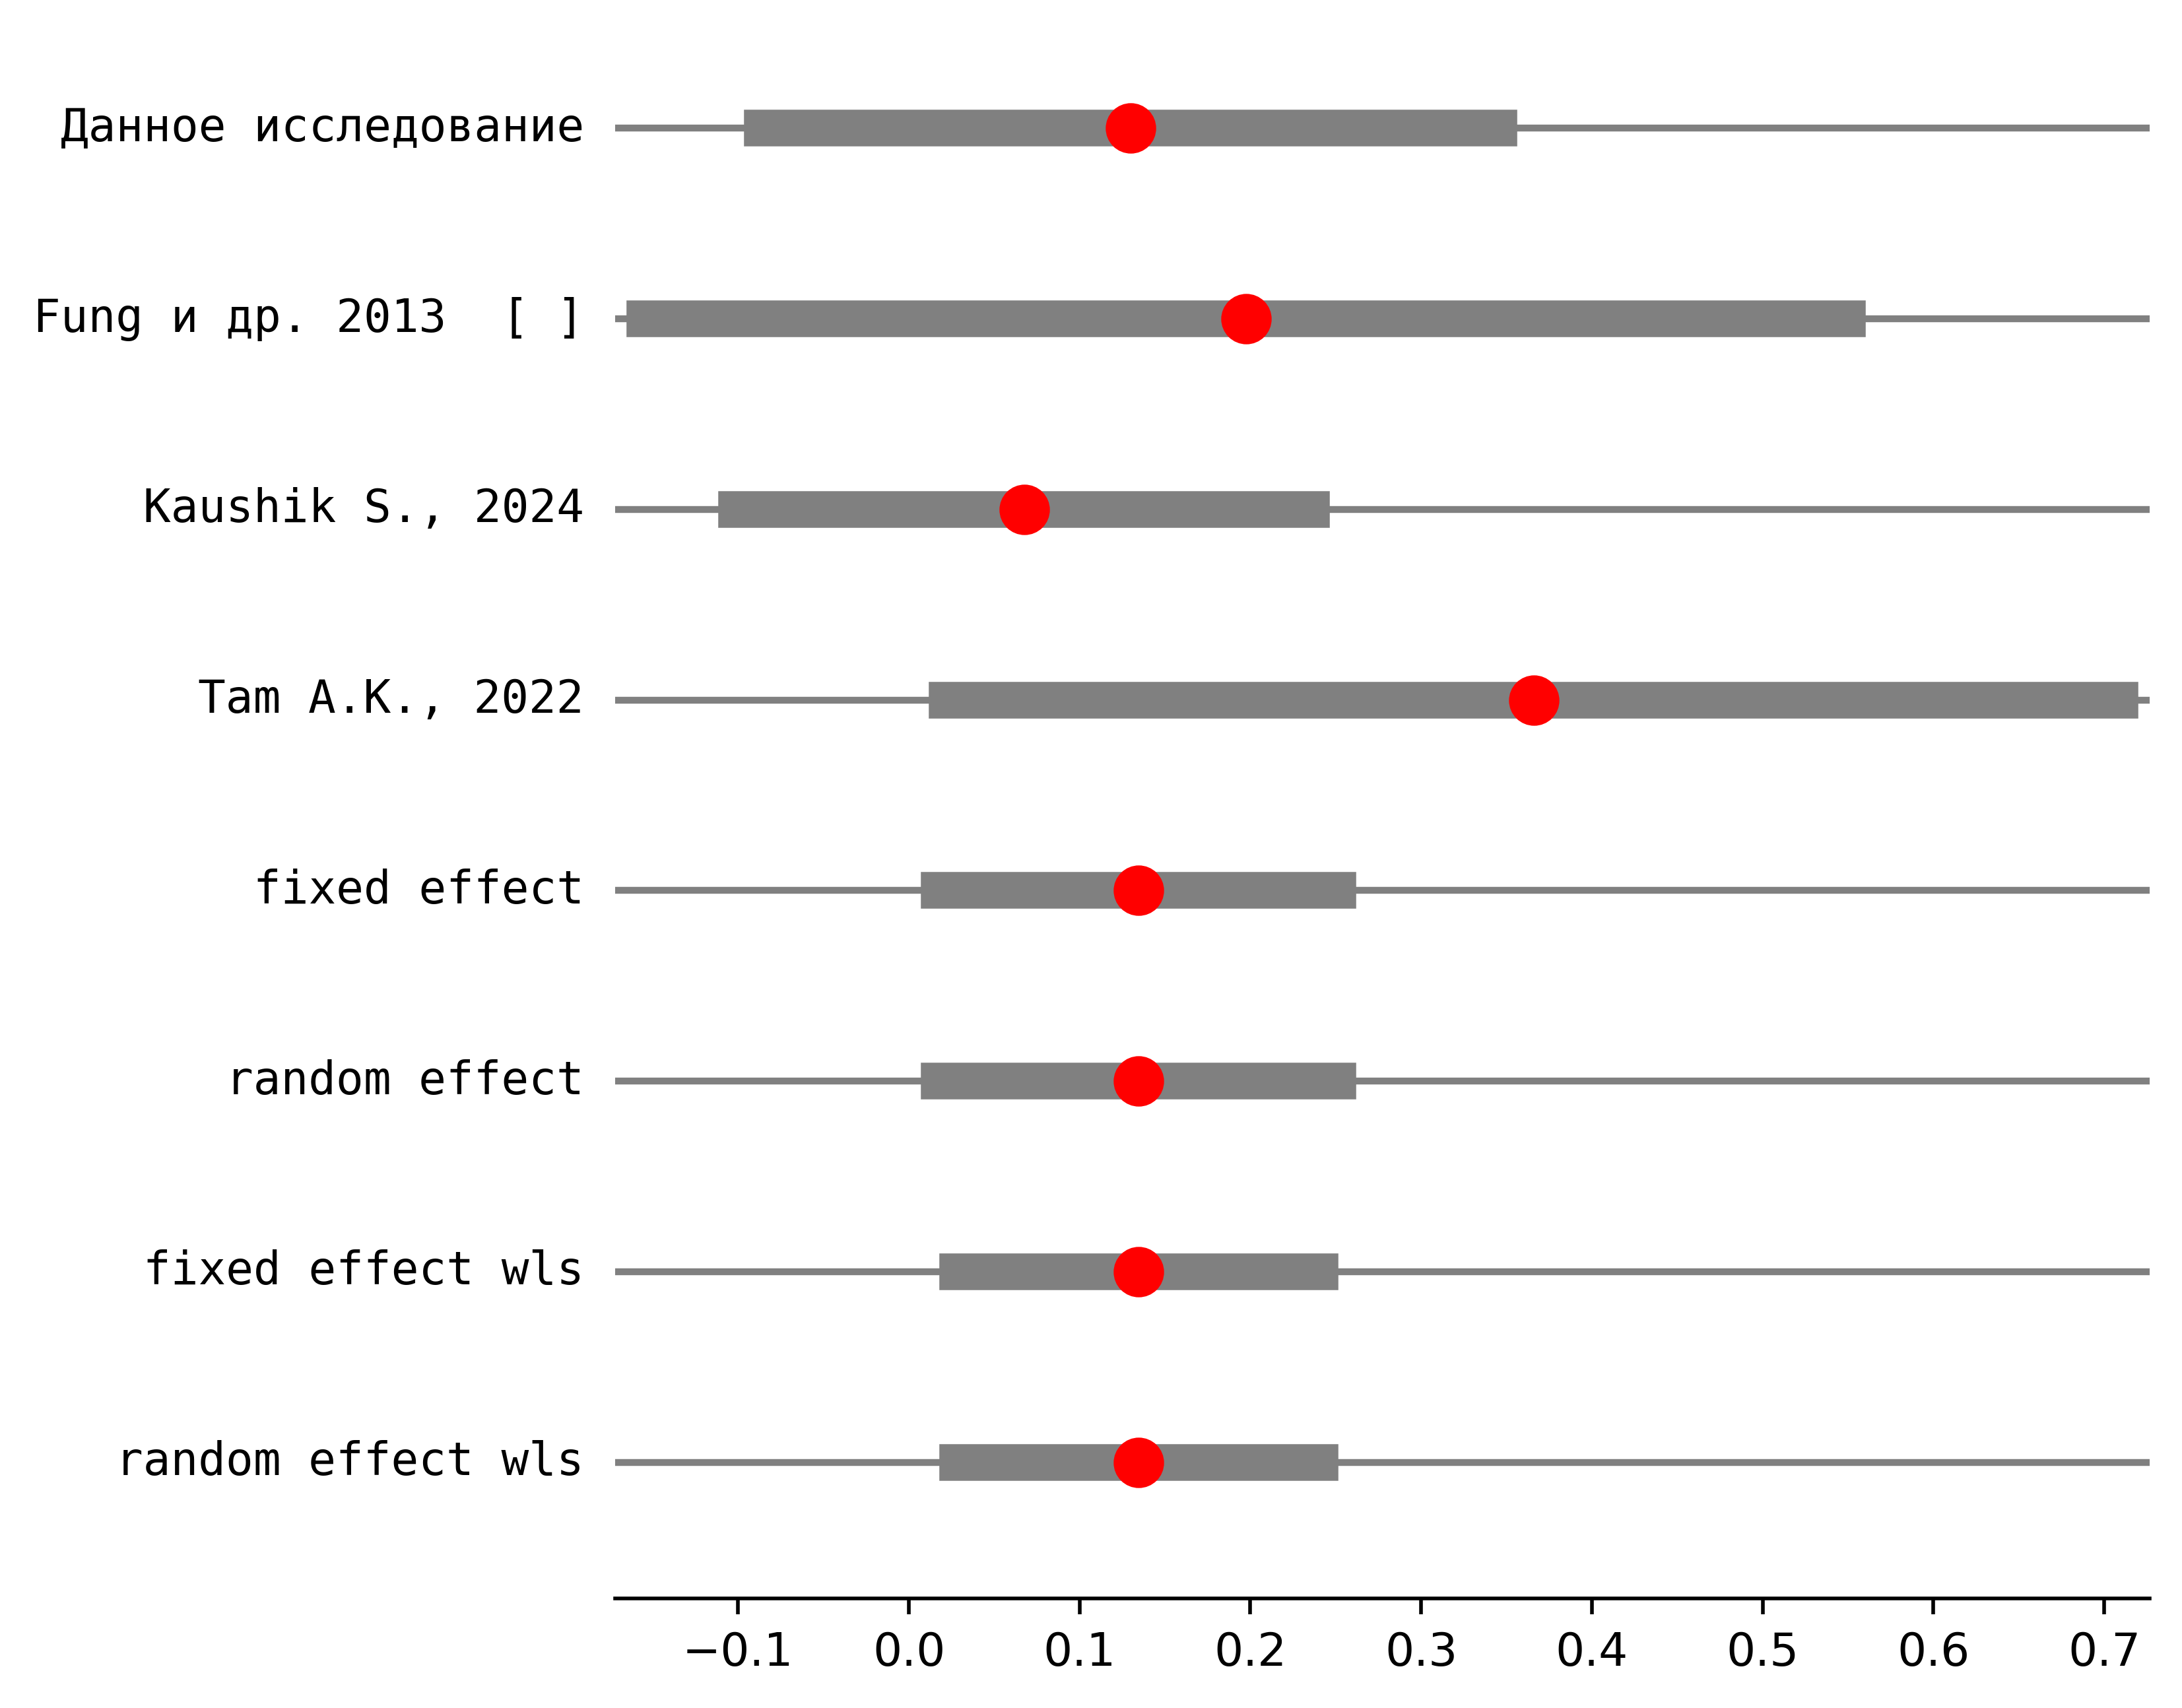 Данное исследование
Fung и др. 2013  [ ]
Kaushik S., 2024
Tam A.K., 2022
fixed effect
random effect
fixed effect wls
random effect wls
−0.1 0.0 0.1 0.2 0.3 0.4 0.5 0.6 0.7